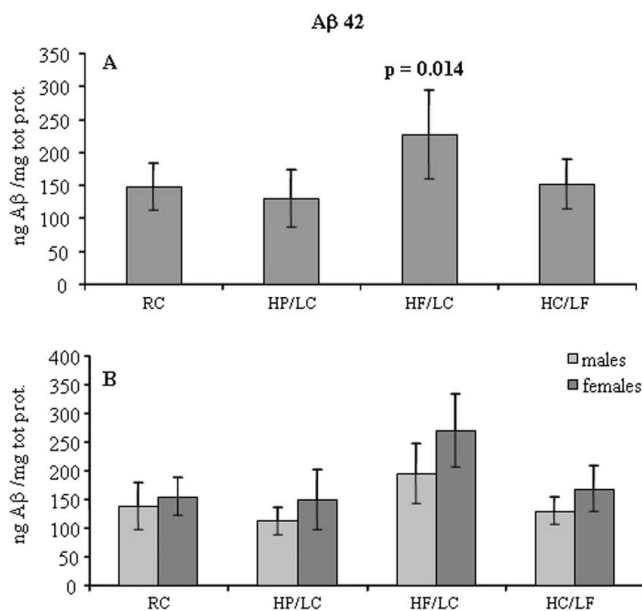 Aβ 42
A
p = 0.014
ng Aβ /mg tot prot.
350
300
250
200
150
100
50
0
RC HP/LC HF/LC HC/LF
B
males
females
ng Aβ /mg tot prot.
400
350
300
250
200
150
100
50
0
RC HP/LC HF/LC HC/LF